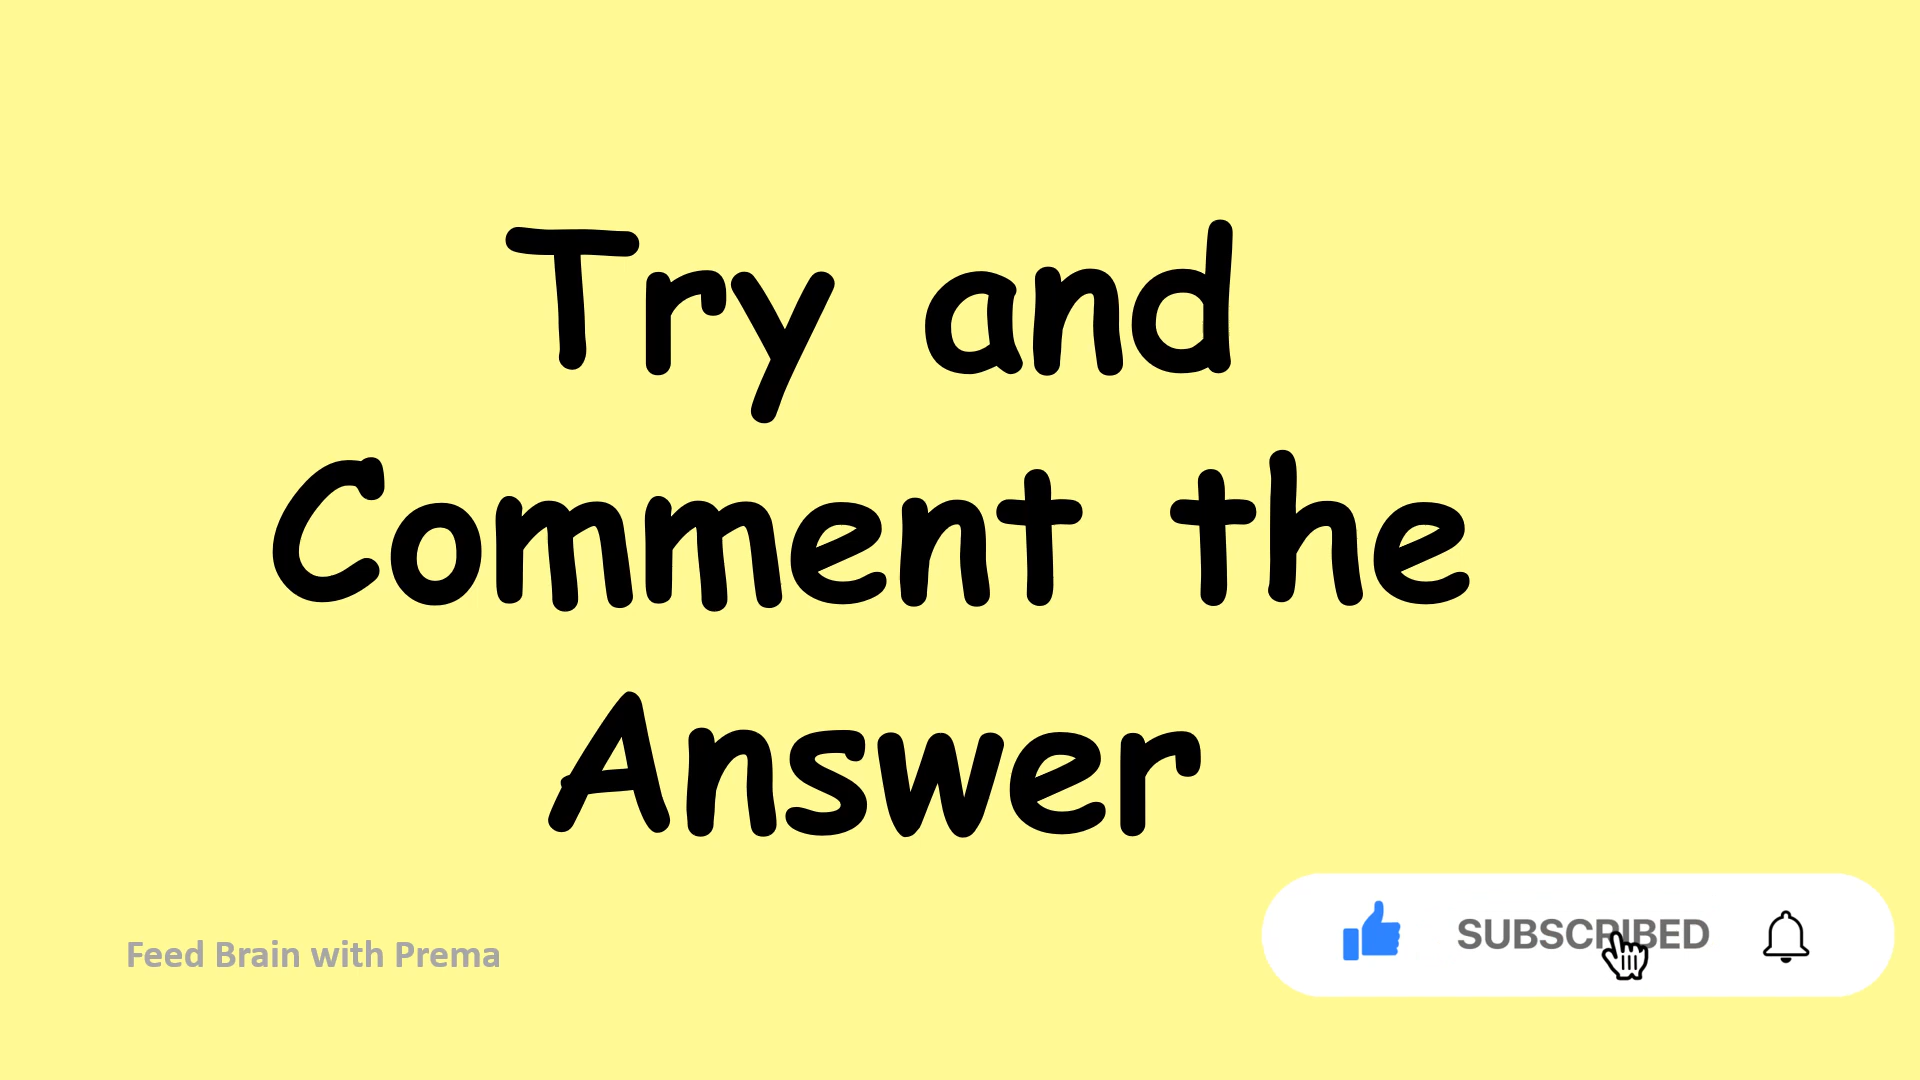 Try and
Comment the
Answer
Feed Brain with Prema
SUBSCRIBED